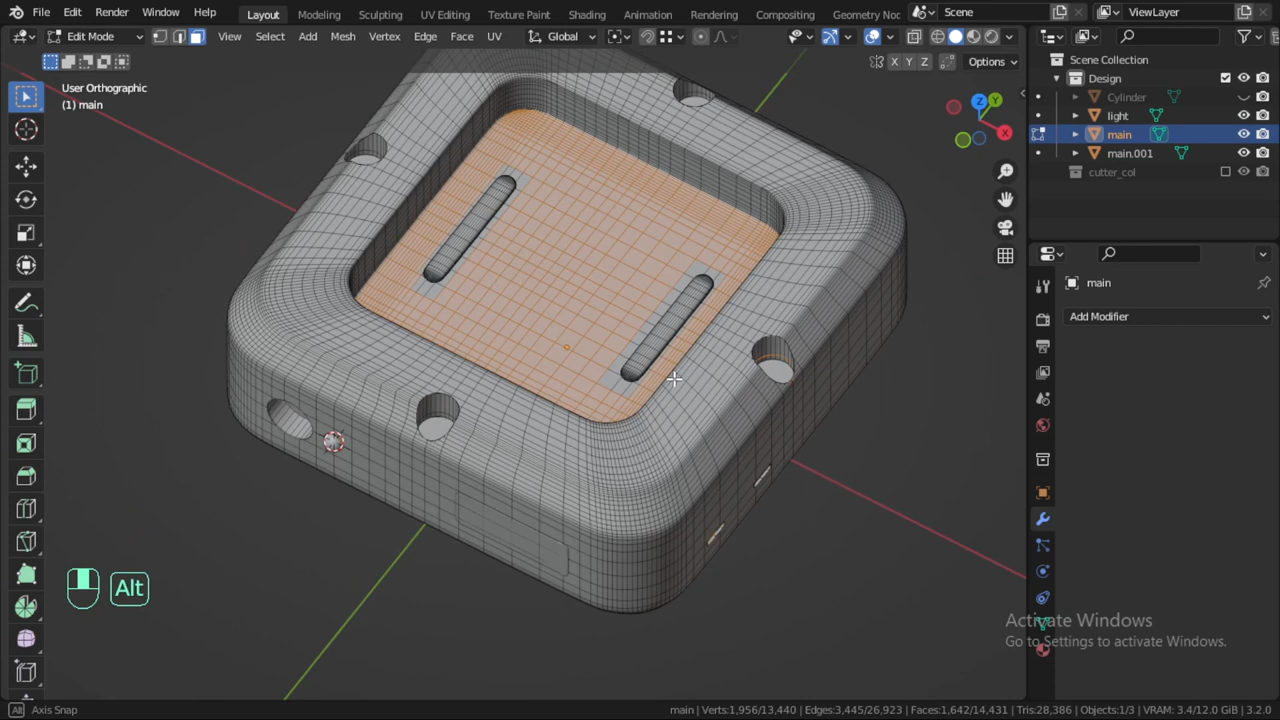 File Edit Render Window Help
Layout Modeling Sculpting UV Editing Texture Paint Shading Animation Rendering Compositing Geometry Noc
Scene
ViewLayer
Edit Mode
View Select Add Mesh Vertex Edge Face UV
Global
X Y Z
Options
User Orthographic
(1) main
Z
Y
X
Scene Collection
Design
Cylinder
light
main
main.001
cutter_col
main
Add Modifier
Alt
Activate Windows
Go to Settings to activate Windows.
Alt Axis Snap
main | Verts:1,956/13,440 | Edges:3,445/26,923 | Faces:1,642/14,431 | Tris:28,386 | Objects:1/3 | VRAM: 3.4/12.0 GiB | 3.2.0